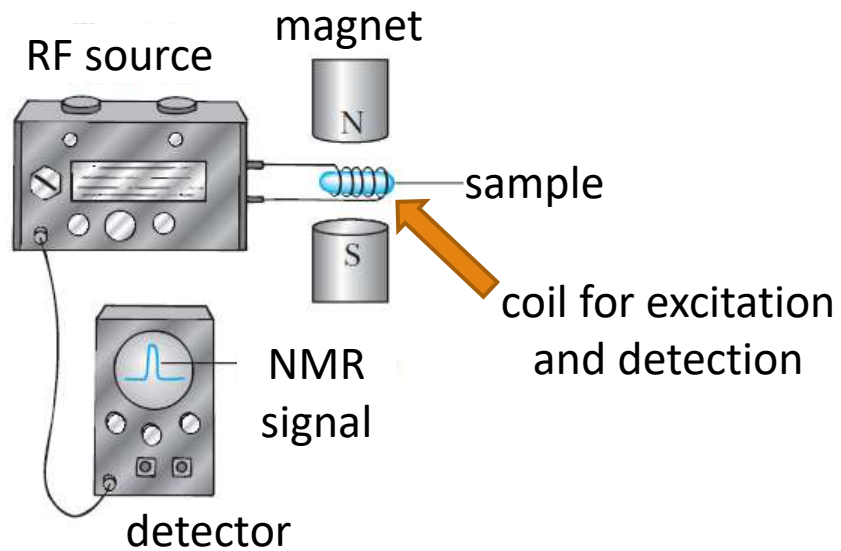 magnet
RF source
N
sample
S
coil for excitation
and detection
NMR
signal
detector